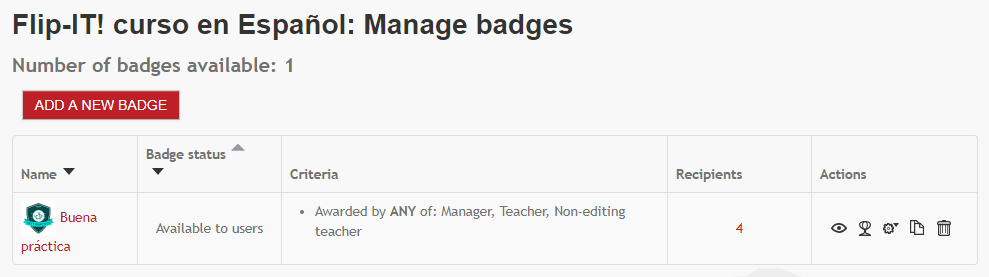 Flip-IT! curso en Español: Manage badges
Number of badges available: 1
ADD A NEW BADGE
Name
Badge status
Criteria
Recipients
Actions
Buena
práctica
Available to users
Awarded by ANY of: Manager, Teacher, Non-editing
teacher
4